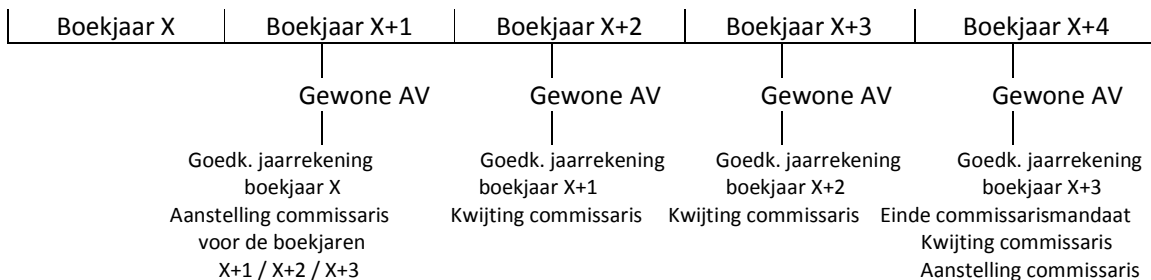 Boekjaar X
Boekjaar X+1
Boekjaar X+2
Boekjaar X+3
Boekjaar X+4
Gewone AV
Gewone AV
Gewone AV
Gewone AV
Goedk. jaarrekening
boekjaar X
Aanstelling commissaris
voor de boekjaren
X+1 / X+2 / X+3
Goedk. jaarrekening
boekjaar X+1
Kwijting commissaris
Goedk. jaarrekening
boekjaar X+2
Kwijting commissaris
Goedk. jaarrekening
boekjaar X+3
Einde commissarismandaat
Kwijting commissaris
Aanstelling commissaris